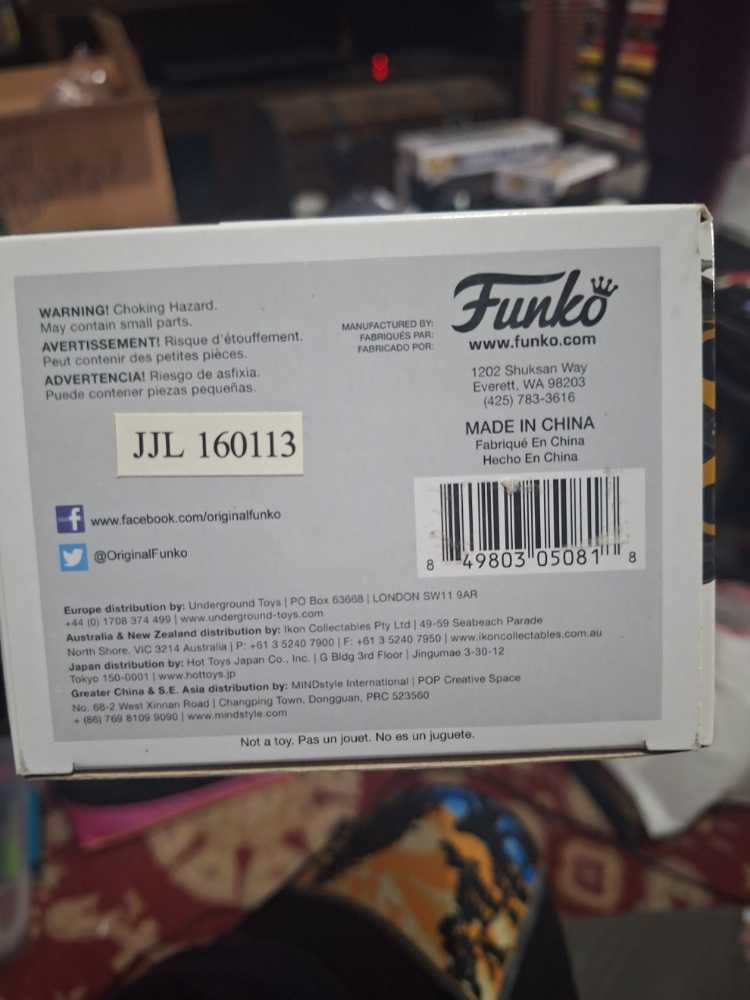 WARNING! Choking Hazard.
May contain small parts.
AVERTISSEMENT! Risque d'étouffement.
Peut contenir des petites pièces.
ADVERTENCIA! Riesgo de asfixia.
Puede contener piezas pequeñas.
MANUFACTURED BY:
FABRIQUÉS PAR:
FABRICADO POR:
Funko
www.funko.com
1202 Shuksan Way
Everett, WA 98203
(425) 783-3616
MADE IN CHINA
Fabriqué En China
Hecho En China
JJL 160113
www.facebook.com/originalfunko
@OriginalFunko
8 49803 05081 8
Europe distribution by: Underground Toys | PO Box 63668 | LONDON SW11 9AR
+44 (0) 1708 374 499 | www.underground-toys.com
Australia & New Zealand distribution by: Ikon Collectables Pty Ltd | 49-59 Seabeach Parade
North Shore, VIC 3214 Australia | P: +61 3 5240 7900 | F: +61 3 5240 7950 | www.ikoncollectables.com.au
Japan distribution by: Hot Toys Japan Co., Inc. | G Bldg 3rd Floor | Jingumae 3-30-12
Tokyo 150-0001 | www.hottoys.jp
Greater China & S.E. Asia distribution by: MINDstyle International | POP Creative Space
No. 68-2 West Xinnan Road | Changping Town, Dongguan, PRC 523560
+ (86) 769 8109 9090 | www.mindstyle.com
Not a toy. Pas un jouet. No es un juguete.